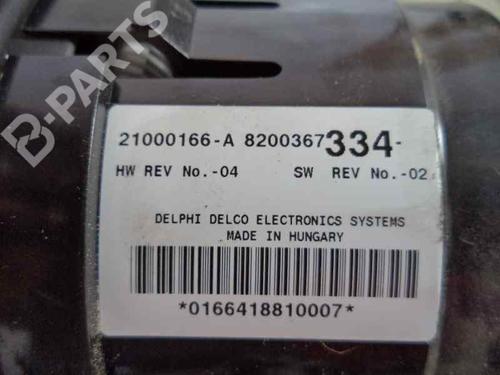 B-PARTS
21000166-A 8200367334-
HW REV No.-04 SW REV No.-02
DELPHI DELCO ELECTRONICS SYSTEMS
MADE IN HUNGARY
*0166418810007*